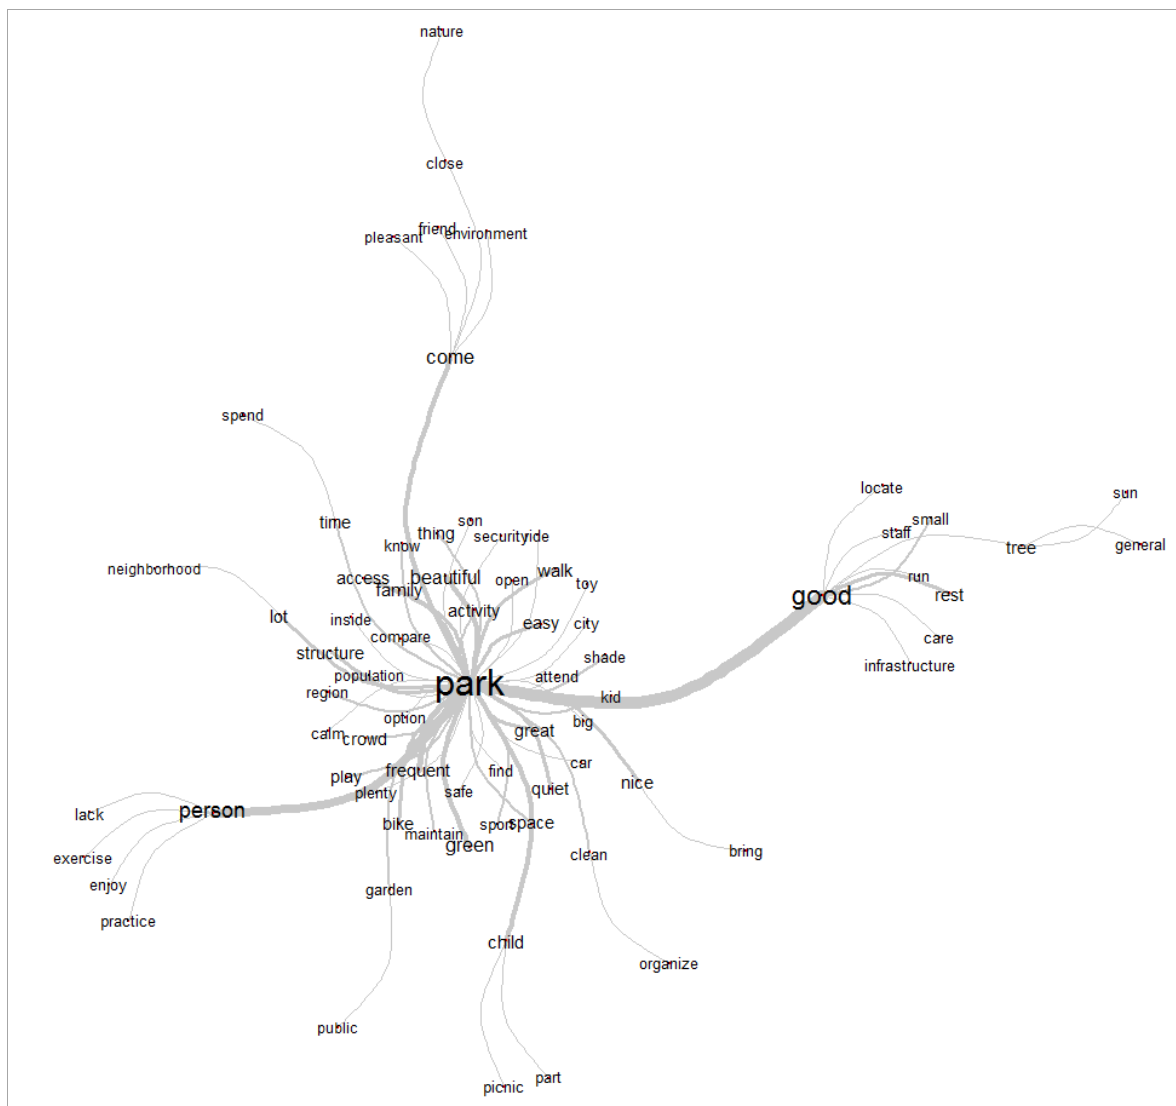 nature
close
friend
pleasant
environment
come
spend
locate
sun
time
son
small
thing
staff
securityide
know
general
tree
neighborhood
access
beautiful
open
walk
run
family
toy
good
rest
lot
inside
activity
easy
city
compare
care
structure
shade
infrastructure
population
attend
park
region
kid
option
big
calm
crowd
great
car
play
frequent
find
nice
plenty
safe
quiet
person
lack
bike
maintain
sport
space
green
clean
bring
exercise
enjoy
garden
practice
child
organize
public
part
picnic